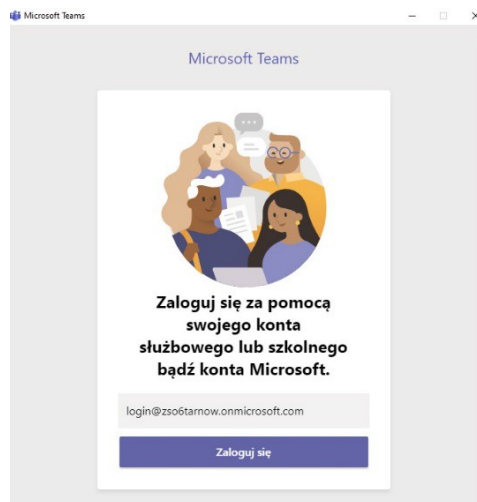 Microsoft Teams
Microsoft Teams
Zaloguj się za pomocą
swojego konta
służbowego lub szkolnego
bądź konta Microsoft.
login@zso6tarnow.onmicrosoft.com
Zaloguj się